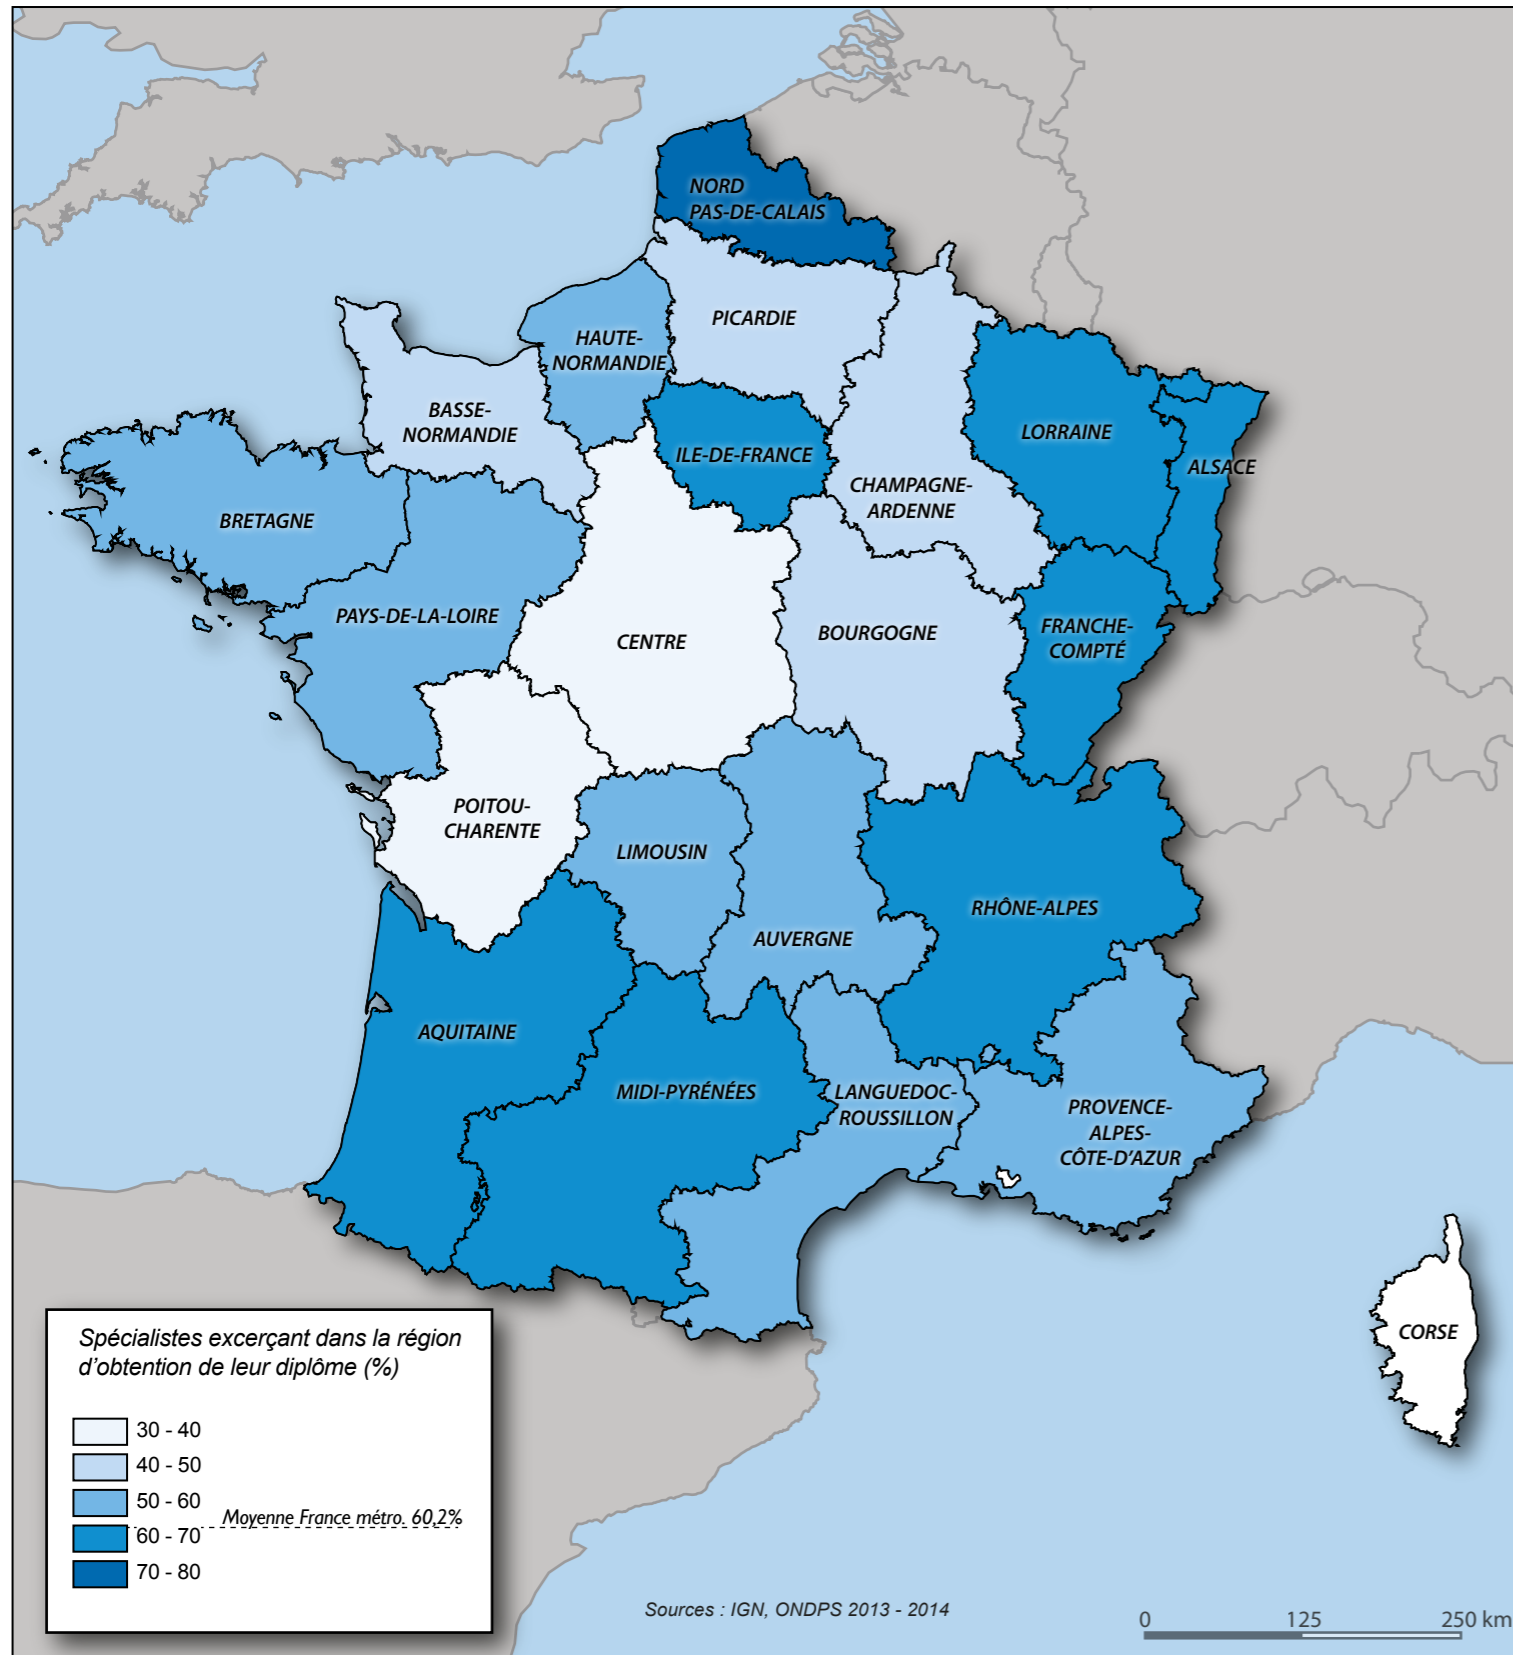 NORD
PAS-DE-CALAIS
PICARDIE
HAUTE-
NORMANDIE
BASSE-
NORMANDIE
ILE-DE-FRANCE
LORRAINE
ALSACE
CHAMPAGNE-
ARDENNE
BRETAGNE
PAYS-DE-LA-LOIRE
CENTRE
BOURGOGNE
FRANCHE-
COMPTÉ
POITOU-
CHARENTE
LIMOUSIN
AUVERGNE
RHÔNE-ALPES
AQUITAINE
MIDI-PYRÉNÉES
LANGUEDOC-
ROUSSILLON
PROVENCE-
ALPES-
CÔTE-D'AZUR
CORSE
Spécialistes excerçant dans la région
d'obtention de leur diplôme (%)
30 - 40
40 - 50
50 - 60
Moyenne France métro. 60,2%
60 - 70
70 - 80
Sources : IGN, ONDPS 2013 - 2014
0 125 250 km